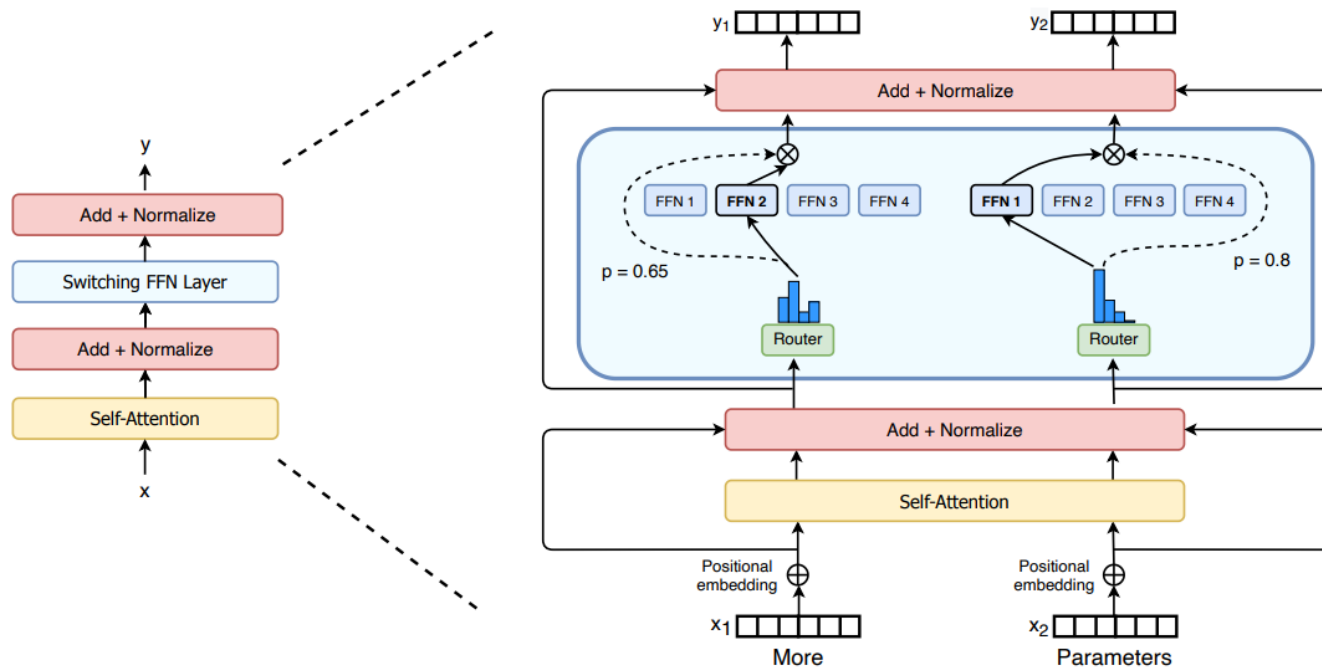 y
Add + Normalize
Switching FFN Layer
Add + Normalize
Self-Attention
x
y1
y2
Add + Normalize
FFN 1 FFN 2 FFN 3 FFN 4
FFN 1 FFN 2 FFN 3 FFN 4
p = 0.65
p = 0.8
Router
Router
Add + Normalize
Self-Attention
Positional
embedding
Positional
embedding
x1
x2
More
Parameters